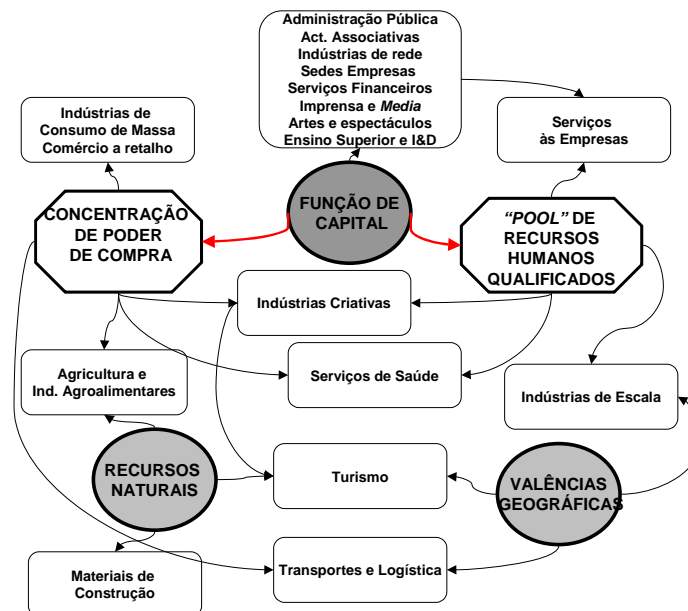 Administração Pública
Act. Associativas
Indústrias de rede
Sedes Empresas
Serviços Financeiros
Imprensa e Media
Artes e espectáculos
Ensino Superior e I&D
Indústrias de
Consumo de Massa
Comércio a retalho
Serviços
às Empresas
CONCENTRAÇÃO
DE PODER
DE COMPRA
FUNÇÃO DE
CAPITAL
“POOL” DE
RECURSOS
HUMANOS
QUALIFICADOS
Indústrias Criativas
Agricultura e
Ind. Agroalimentares
Serviços de Saúde
Indústrias de Escala
RECURSOS
NATURAIS
Turismo
VALÊNCIAS
GEOGRÁFICAS
Materiais de
Construção
Transportes e Logística